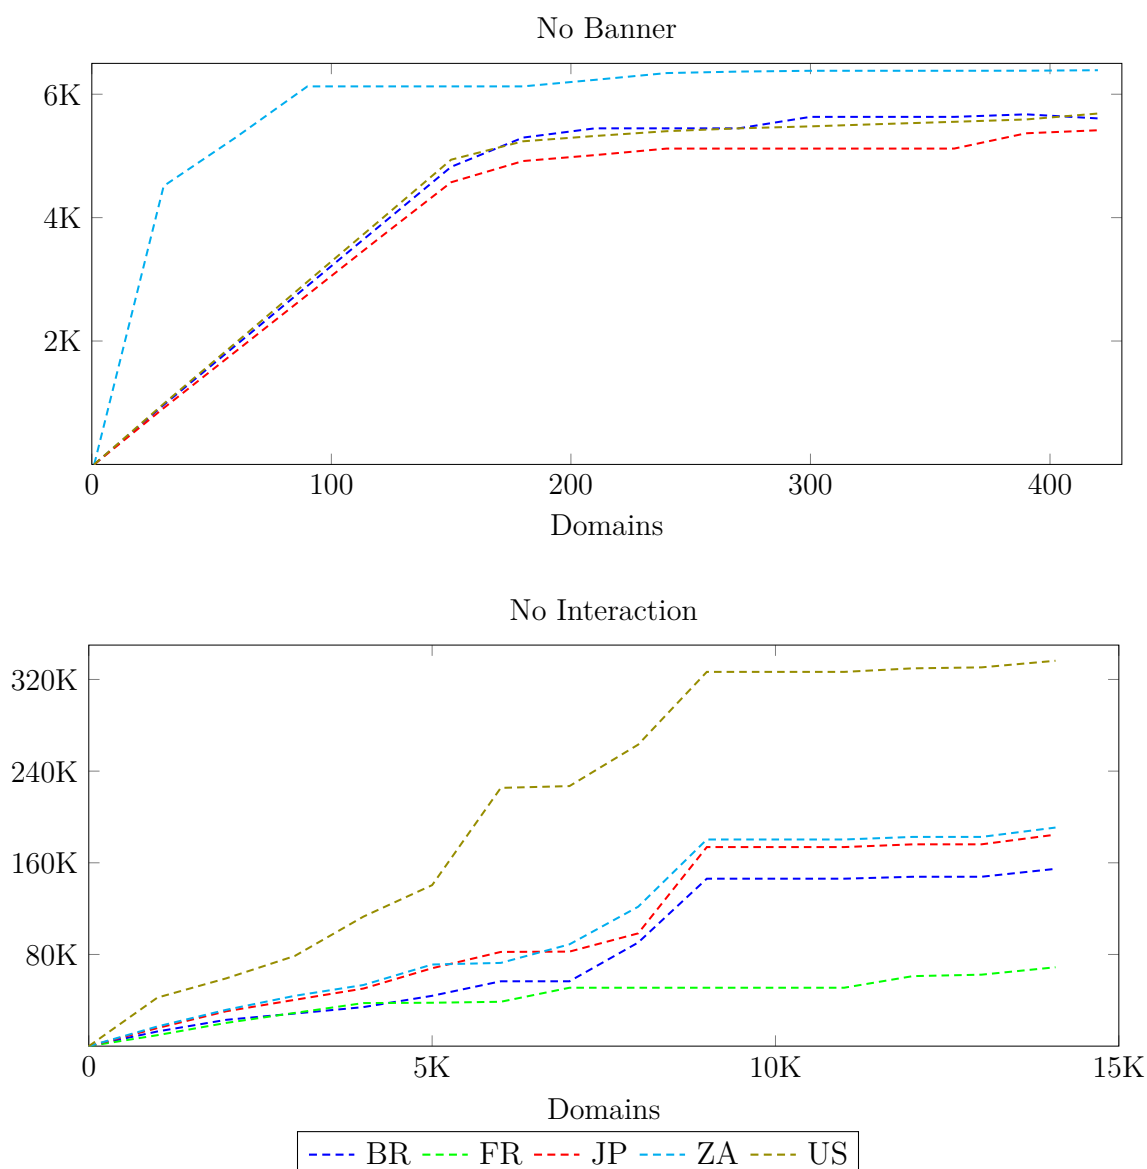 No Banner
6K
4K
2K
0 100 200 300 400
Domains
No Interaction
320K
240K
160K
80K
0 5K 10K 15K
Domains
BR FR JP ZA US